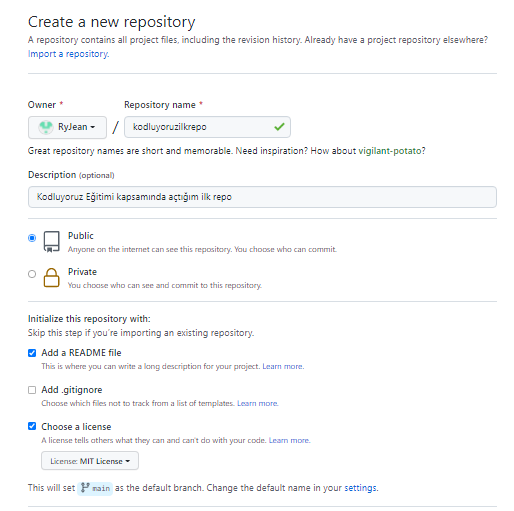 Create a new repository
A repository contains all project files, including the revision history. Already have a project repository elsewhere?
Import a repository.
Owner * Repository name *
RyJean / kodluyoruzilkrepo
Great repository names are short and memorable. Need inspiration? How about vigilant-potato?
Description (optional)
Kodluyoruz Eğitimi kapsamında açtığım ilk repo
Public
Anyone on the internet can see this repository. You choose who can commit.
Private
You choose who can see and commit to this repository.
Initialize this repository with:
Skip this step if you're importing an existing repository.
Add a README file
This is where you can write a long description for your project. Learn more.
Add .gitignore
Choose which files not to track from a list of templates. Learn more.
Choose a license
A license tells others what they can and can't do with your code. Learn more.
License: MIT License
This will set main as the default branch. Change the default name in your settings.